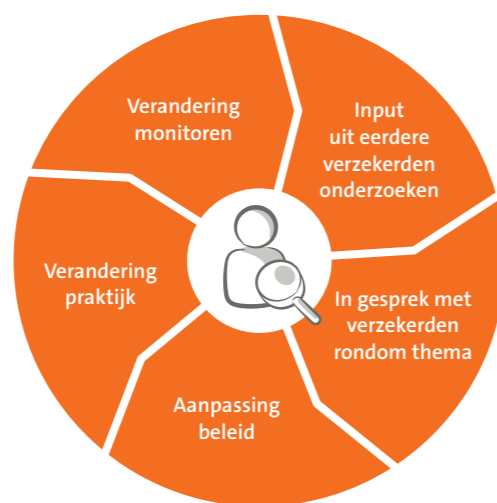 Input
uit eerdere
verzekerden
onderzoeken
In gesprek met
verzekerden
rondom thema
Aanpassing
beleid
Verandering
praktijk
Verandering
monitoren